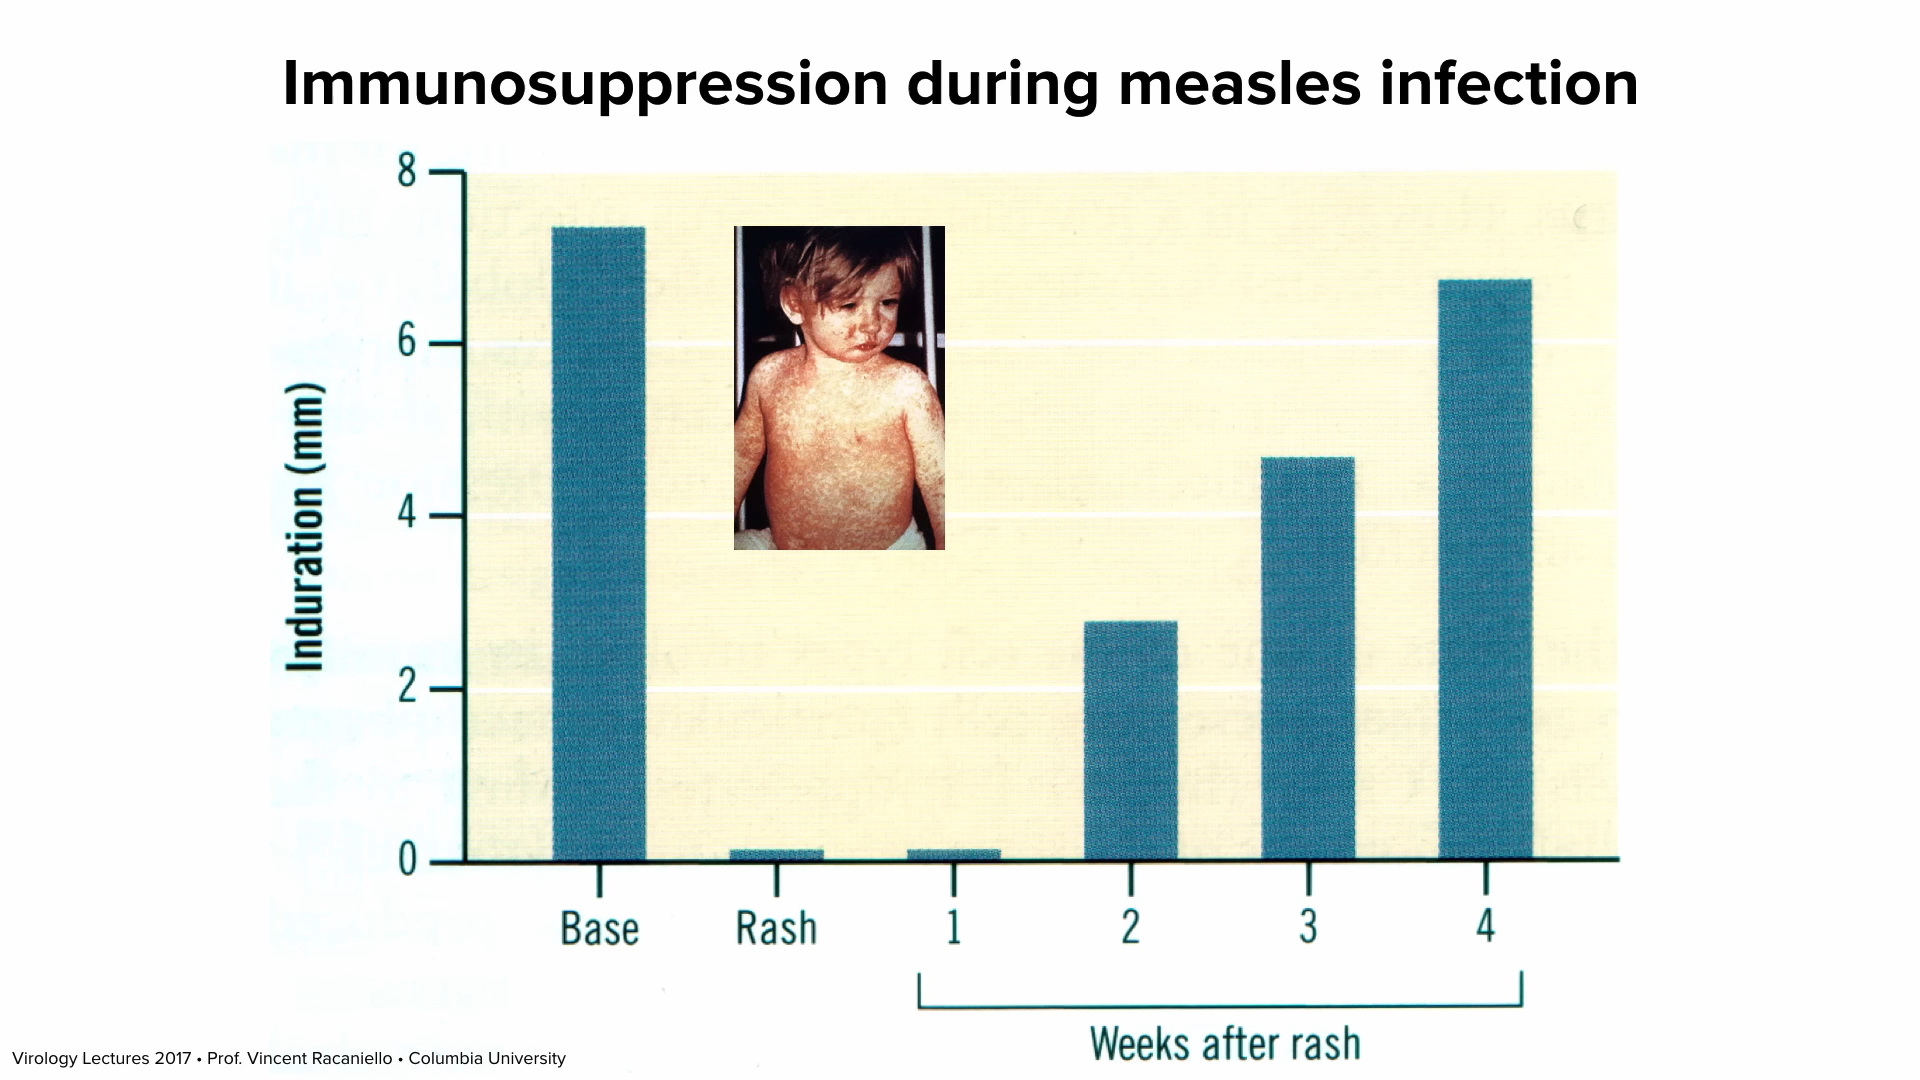 Immunosuppression during measles infection
8
6
4
2
0
Induration (mm)
Base Rash 1 2 3 4
Weeks after rash
Virology Lectures 2017 • Prof. Vincent Racaniello • Columbia University